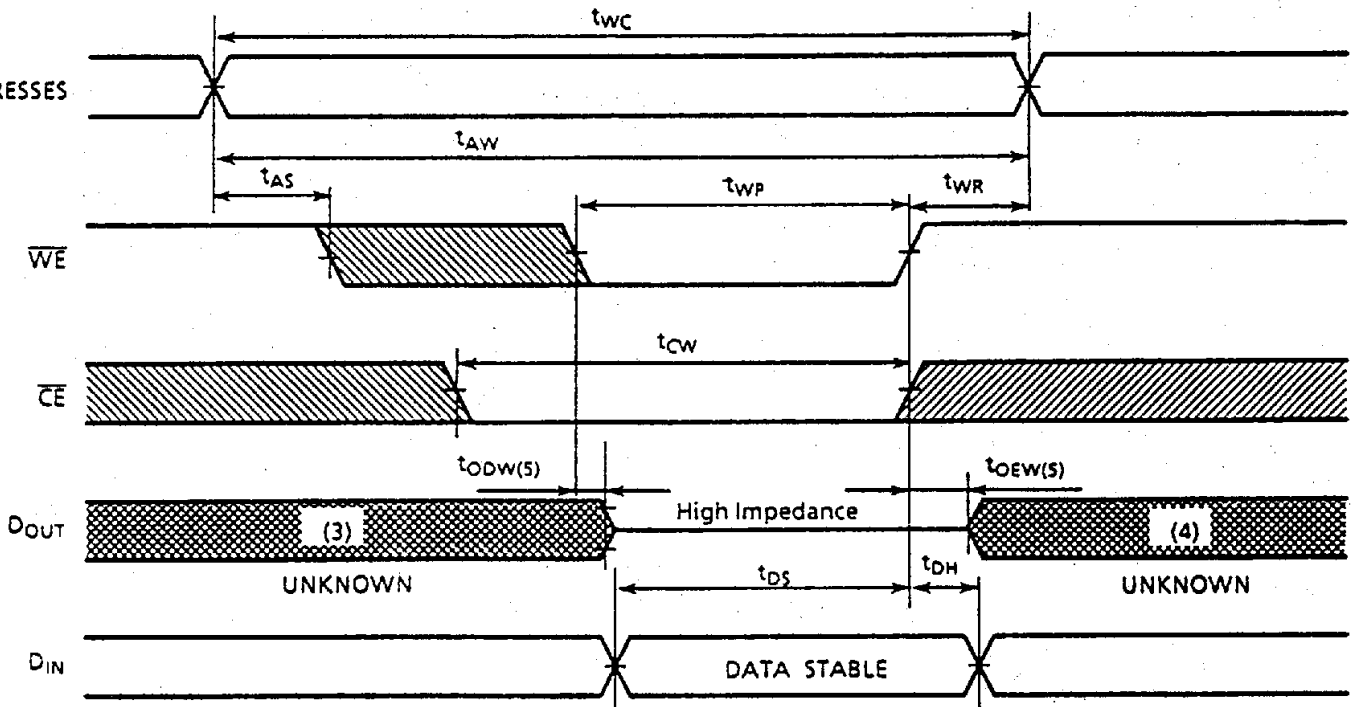 tWC
RESSES
tAW
tAS
tWP
tWR
WE
tCW
CE
tODW(5)
tOEW(5)
DOUT
(3)
High Impedance
(4)
UNKNOWN
tDS
tDH
UNKNOWN
DIN
DATA STABLE